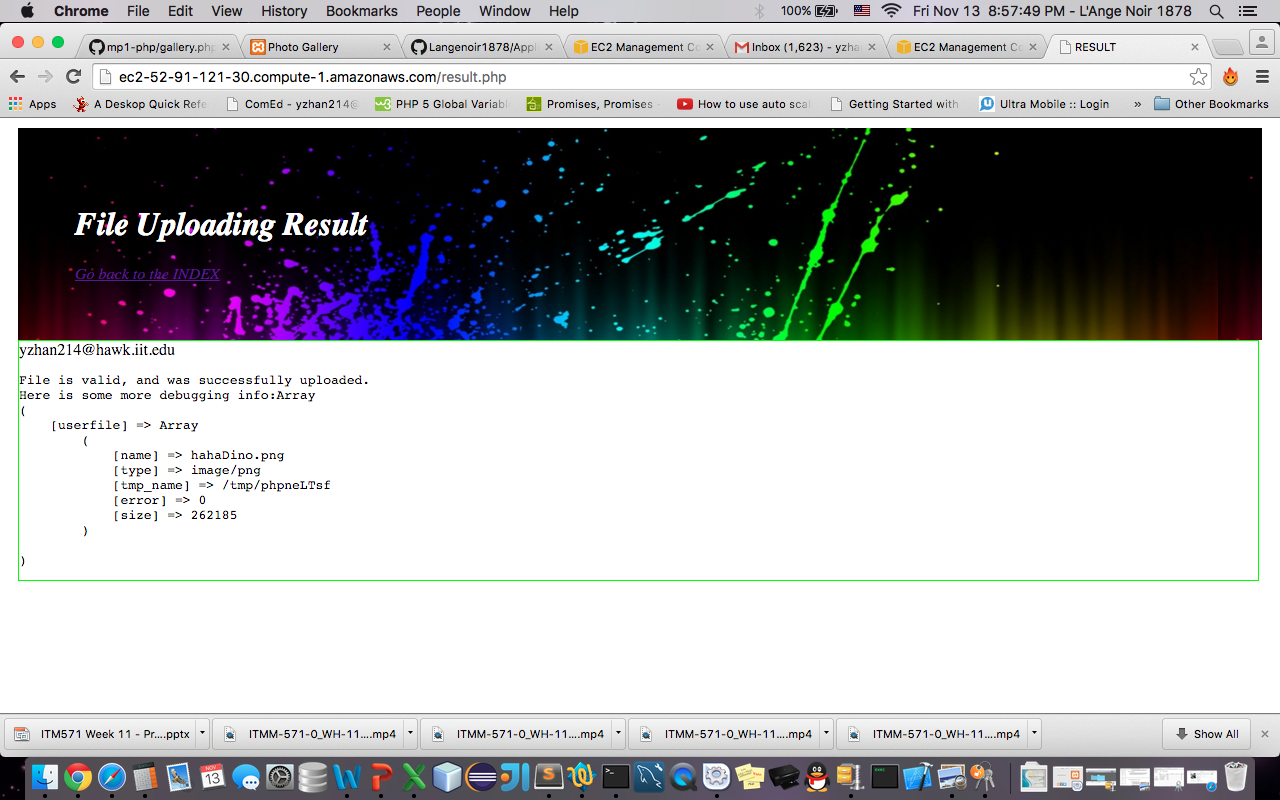 Chrome File Edit View History Bookmarks People Window Help 100% Fri Nov 13 8:57:49 PM - L'Ange Noir 1878
mp1-php/gallery.php Photo Gallery Langenoir1878/Appl EC2 Management Co Inbox (1,623) - yzha EC2 Management Co RESULT
ec2-52-91-121-30.compute-1.amazonaws.com/result.php
Apps A Deskop Quick Refe ComEd - yzhan214@ PHP 5 Global Variabl Promises, Promises - How to use auto scal Getting Started with Ultra Mobile :: Login » Other Bookmarks
File Uploading Result
Go back to the INDEX
yzhan214@hawk.iit.edu
File is valid, and was successfully uploaded.
Here is some more debugging info:Array
(
    [userfile] => Array
        (
            [name] => hahaDino.png
            [type] => image/png
            [tmp_name] => /tmp/phpneLTsf
            [error] => 0
            [size] => 262185
        )
)
ITM571 Week 11 - Pr....pptx ITMM-571-0_WH-11....mp4 ITMM-571-0_WH-11....mp4 ITMM-571-0_WH-11....mp4 ITMM-571-0_WH-11....mp4 Show All
NOV
13